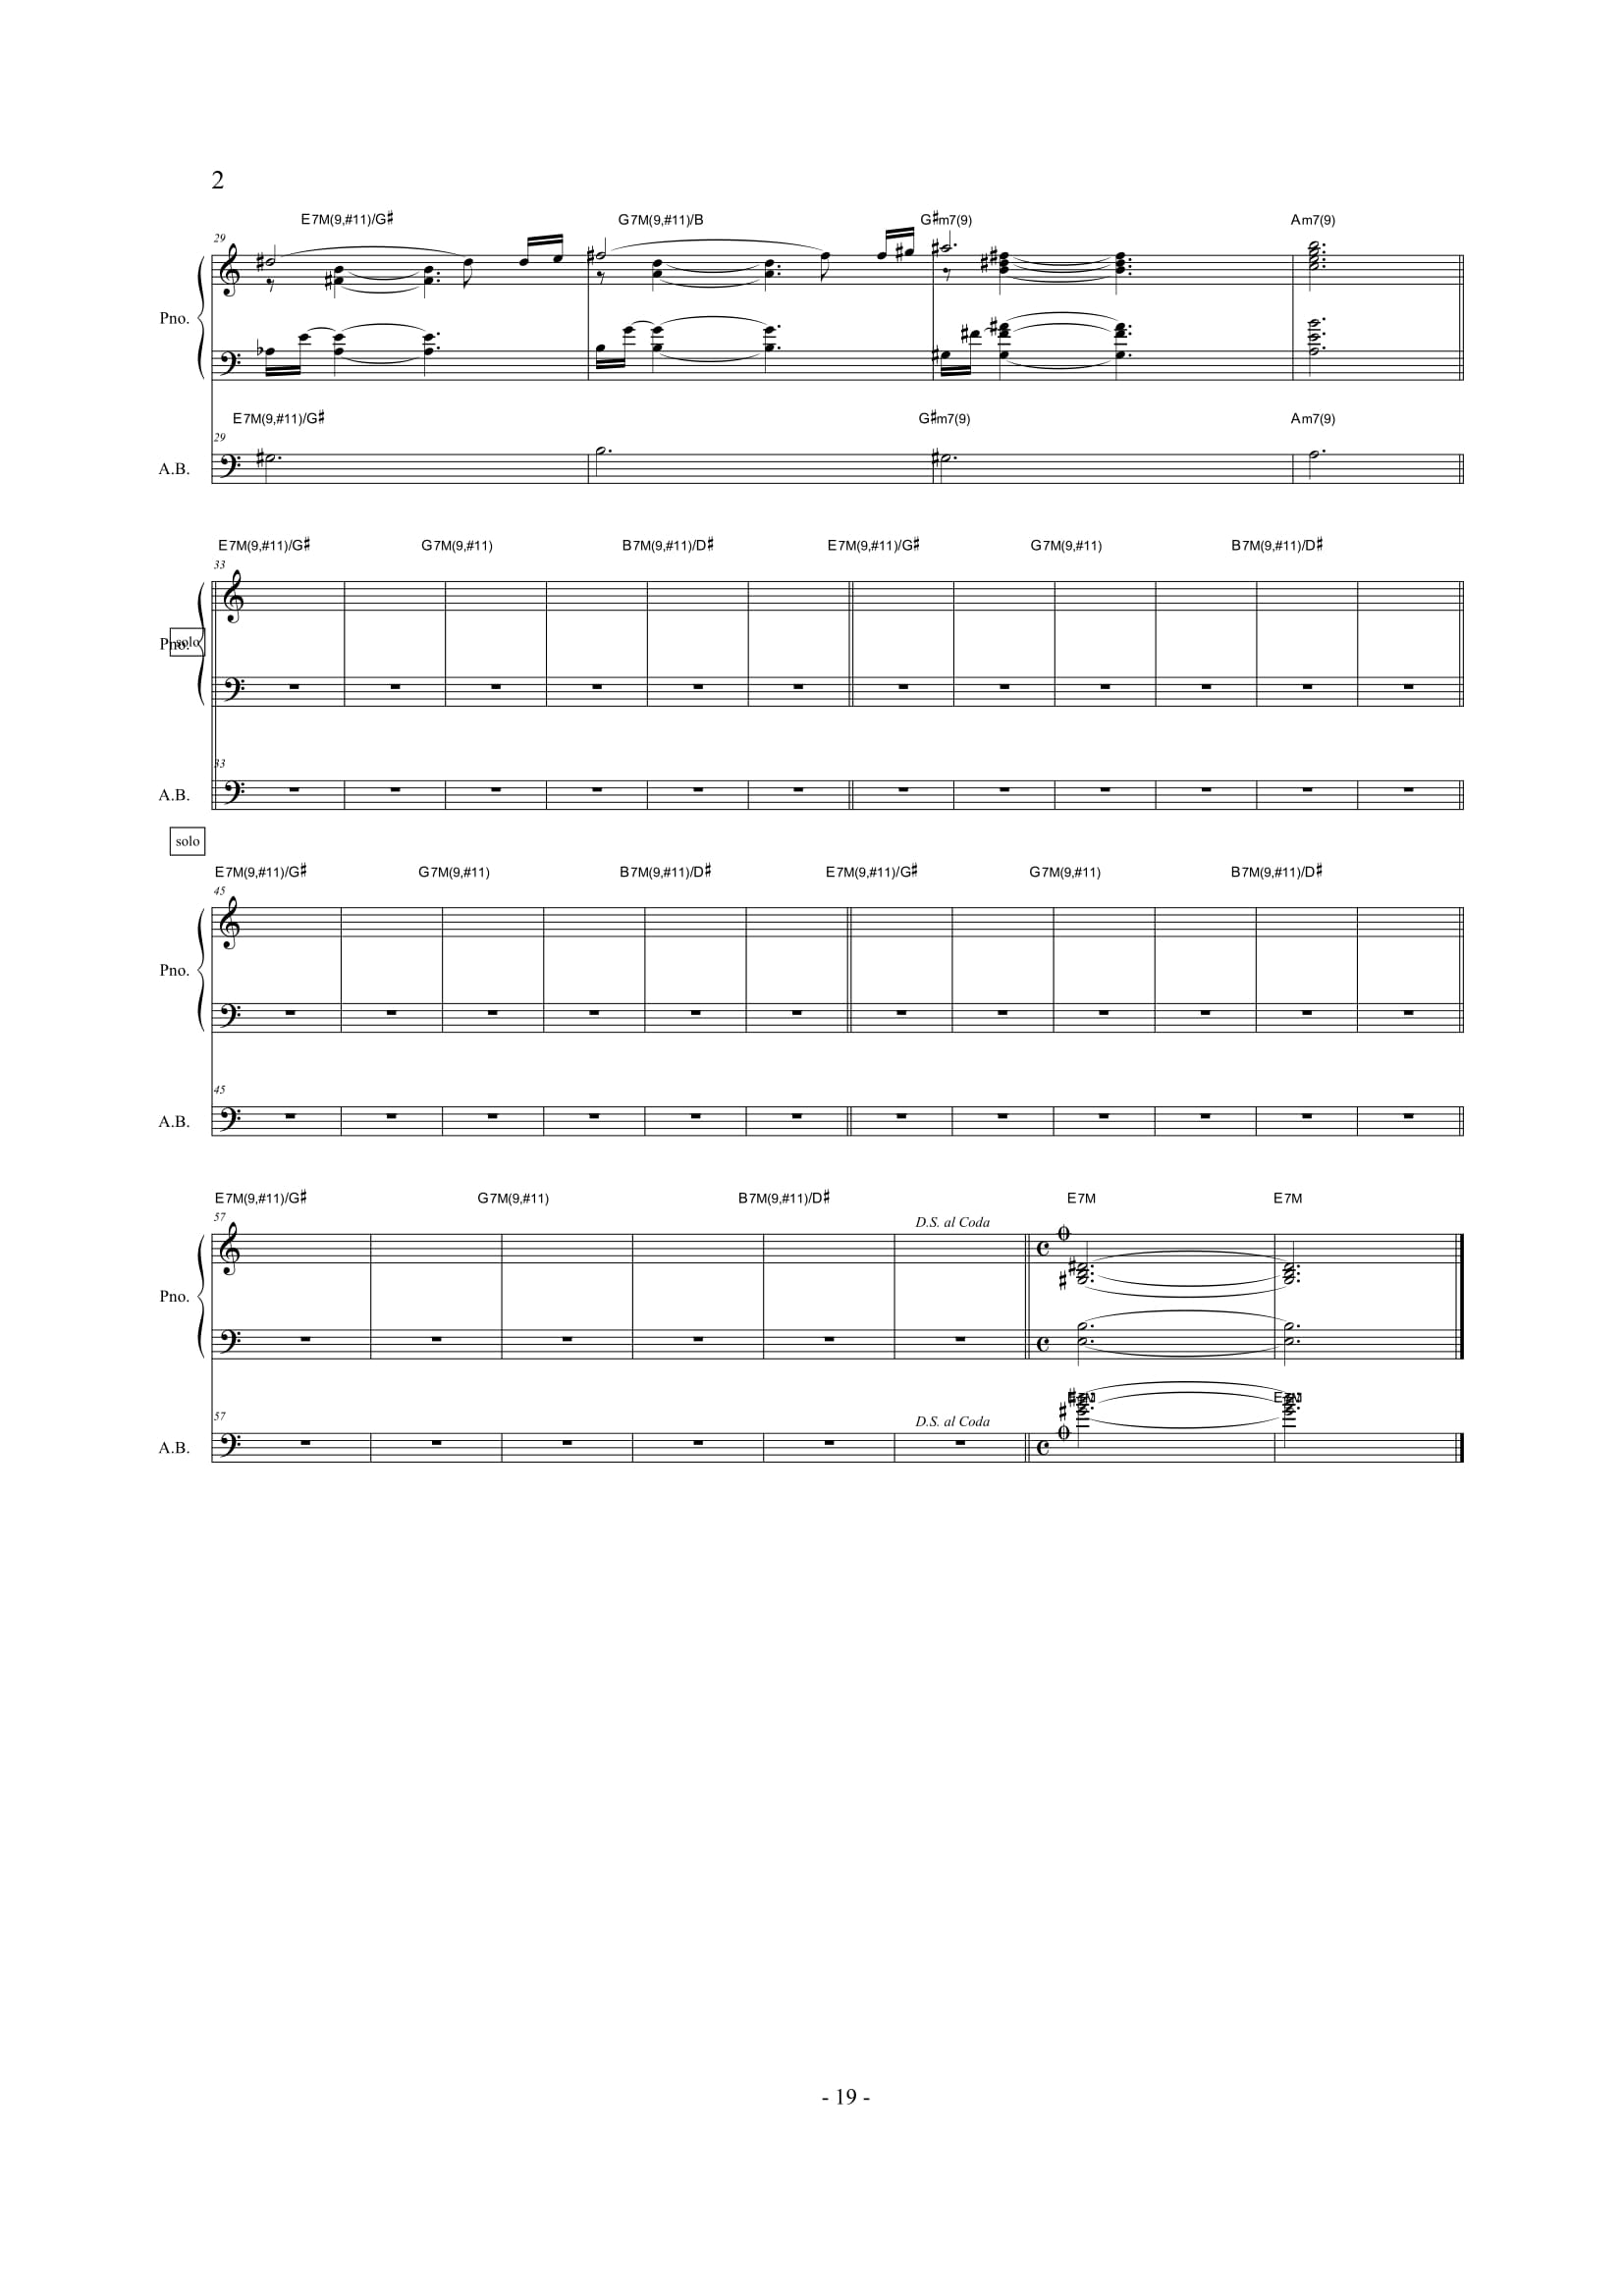 2
E7M(9,#11)/G♯ G7M(9,#11)/B G♯m7(9) Am7(9)
29
Pno.
E7M(9,#11)/G♯ G♯m7(9) Am7(9)
29
A.B.
E7M(9,#11)/G♯ G7M(9,#11) B7M(9,#11)/D♯ E7M(9,#11)/G♯ G7M(9,#11) B7M(9,#11)/D♯
33
Pno.
solo
33
A.B.
solo
E7M(9,#11)/G♯ G7M(9,#11) B7M(9,#11)/D♯ E7M(9,#11)/G♯ G7M(9,#11) B7M(9,#11)/D♯
45
Pno.
45
A.B.
E7M(9,#11)/G♯ G7M(9,#11) B7M(9,#11)/D♯ E7M E7M
57
D.S. al Coda
Pno.
57
D.S. al Coda
A.B.
- 19 -